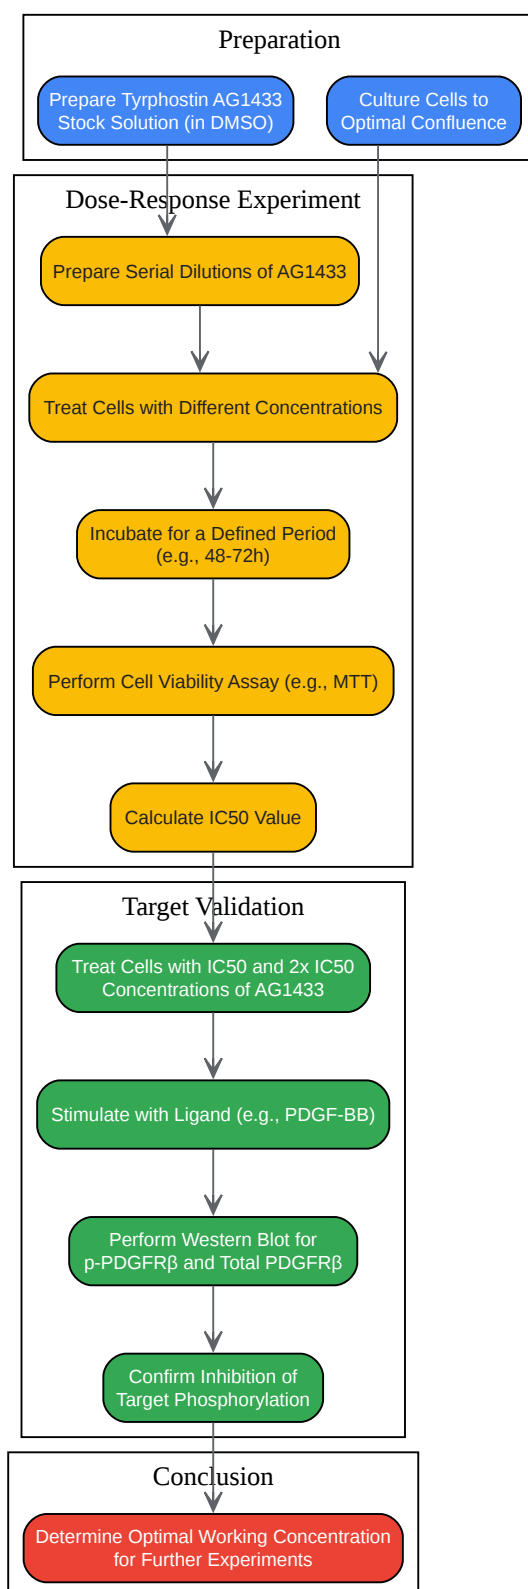 Preparation
Prepare Tyrphostin AG1433
Stock Solution (in DMSO)
Culture Cells to
Optimal Confluence
Dose-Response Experiment
Prepare Serial Dilutions of AG1433
Treat Cells with Different Concentrations
Incubate for a Defined Period
(e.g., 48-72h)
Perform Cell Viability Assay (e.g., MTT)
Calculate IC50 Value
Target Validation
Treat Cells with IC50 and 2x IC50
Concentrations of AG1433
Stimulate with Ligand (e.g., PDGF-BB)
Perform Western Blot for
p-PDGFRβ and Total PDGFRβ
Confirm Inhibition of
Target Phosphorylation
Conclusion
Determine Optimal Working Concentration
for Further Experiments